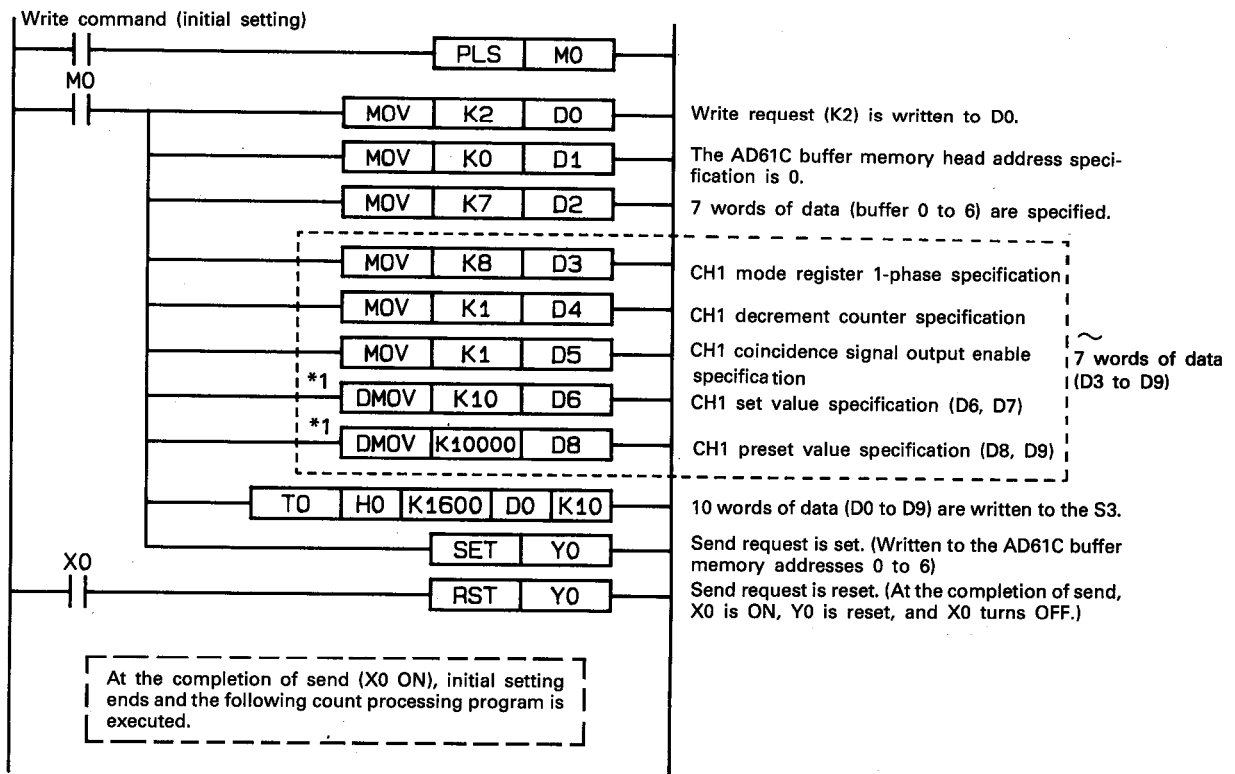 Write command (initial setting)
PLS M0
M0
MOV K2 D0 Write request (K2) is written to D0.
MOV K0 D1 The AD61C buffer memory head address speci-
fication is 0.
MOV K7 D2 7 words of data (buffer 0 to 6) are specified.
MOV K8 D3 CH1 mode register 1-phase specification
MOV K1 D4 CH1 decrement counter specification
MOV K1 D5 CH1 coincidence signal output enable
specification
*1 DMOV K10 D6 CH1 set value specification (D6, D7)
*1 DMOV K10000 D8 CH1 preset value specification (D8, D9)
7 words of data
(D3 to D9)
TO H0 K1600 D0 K10 10 words of data (D0 to D9) are written to the S3.
SET Y0 Send request is set. (Written to the AD61C buffer
memory addresses 0 to 6)
X0
RST Y0 Send request is reset. (At the completion of send,
X0 is ON, Y0 is reset, and X0 turns OFF.)
At the completion of send (X0 ON), initial setting
ends and the following count processing program is
executed.